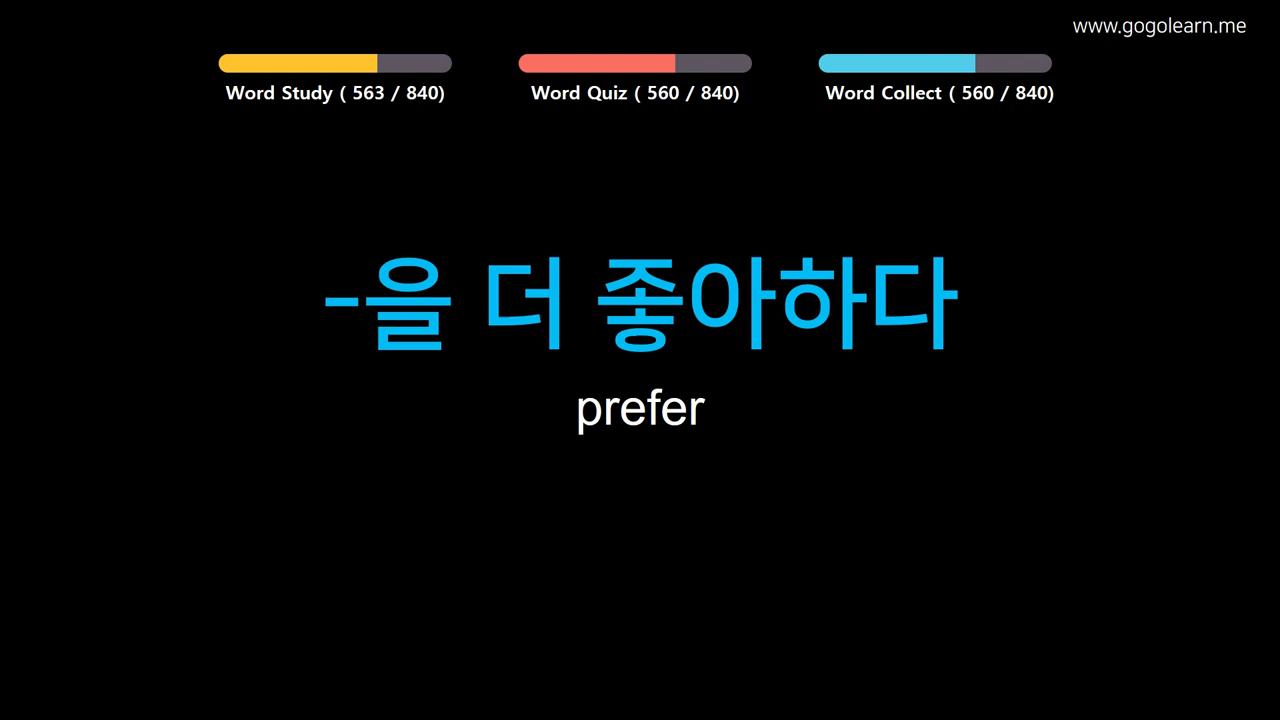 www.gogolearn.me
Word Study ( 563 / 840)
Word Quiz ( 560 / 840)
Word Collect ( 560 / 840)
-을 더 좋아하다
prefer